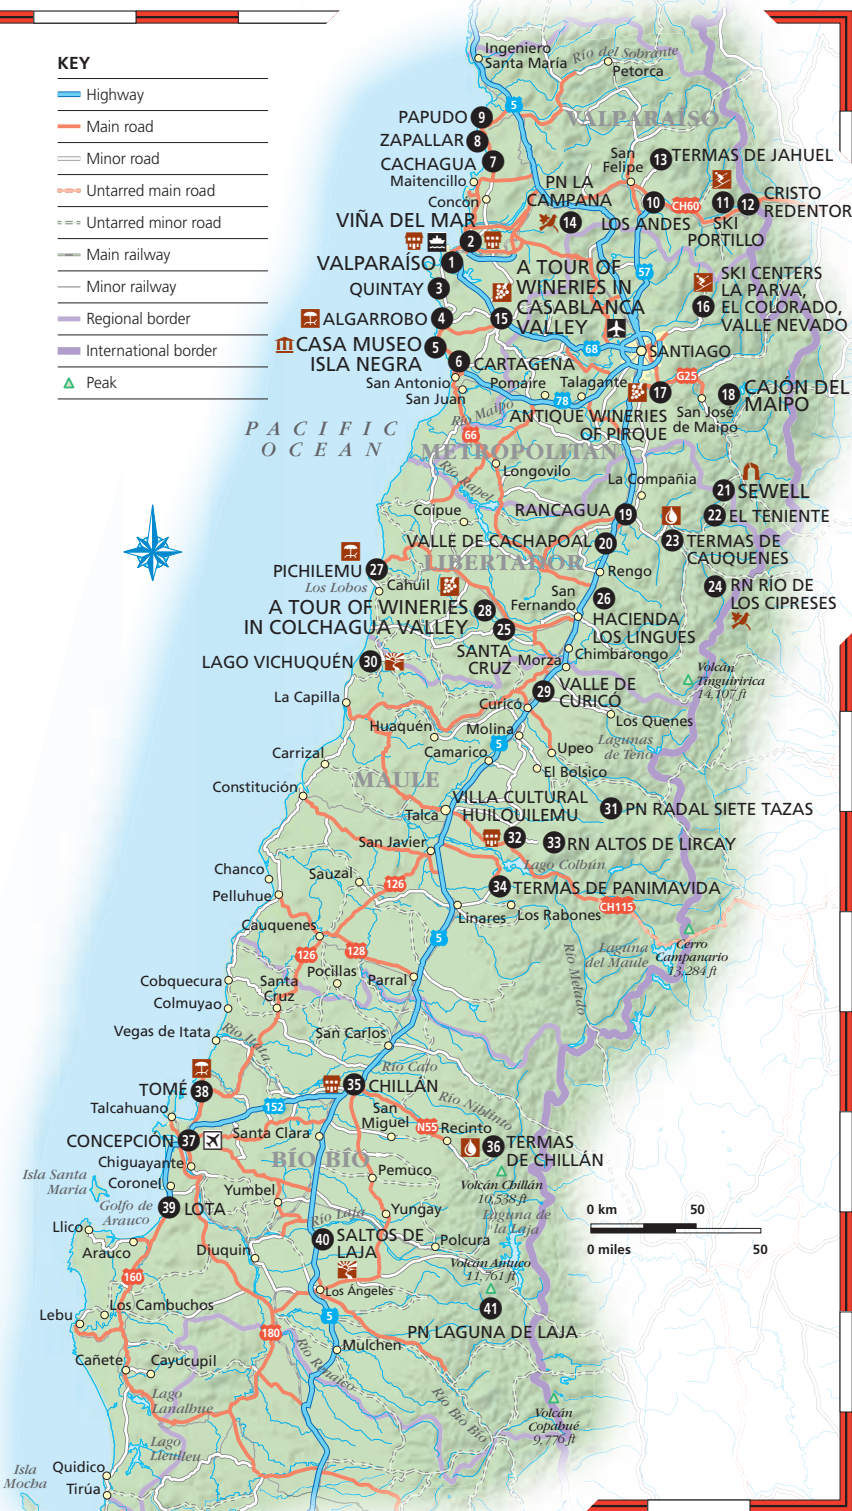 KEY
Highway
Main road
Minor road
Untarred main road
Untarred minor road
Main railway
Minor railway
Regional border
International border
Peak
Ingeniero
Santa María
Río del Sobrante
Petorca
5
PAPUDO 9
VALPARAÍSO
ZAPALLAR 8
CACHAGUA 7
San
Felipe
13 TERMAS DE JAHUEL
Maitencillo
PN LA
CAMPANA
14
Concón
10
LOS ANDES
CH60
11
SKI
PORTILLO
12
CRISTO
REDENTOR
VIÑA DEL MAR
2
VALPARAÍSO 1
57
QUINTAY 3
A TOUR OF
WINERIES IN
CASABLANCA
VALLEY
15
SKI CENTERS
LA PARVA,
EL COLORADO,
VALLE NEVADO
16
ALGARROBO 4
CASA MUSEO
ISLA NEGRA
5
68
SANTIAGO
6 CARTAGENA
San Antonio
San Juan
Pomaire
Talagante
G25
17
18
CAJÓN DEL
MAIPO
78
ANTIQUE WINERIES
OF PIRQUE
San José
de Maipo
Río Maipo
66
PACIFIC
OCEAN
METROPOLITAN
Río Rapel
Longovilo
La Compañia
21 SEWELL
Coipue
RANCAGUA 19
22 EL TENIENTE
VALLE DE CACHAPOAL 20
23 TERMAS DE
CAUQUENES
LIBERTADOR
PICHILEMU 27
Los Lobos
Cahuil
Rengo
24 RN RÍO DE
LOS CIPRESES
San
Fernando
26
HACIENDA
LOS LINGUES
A TOUR OF WINERIES
IN COLCHAGUA VALLEY
28
25
SANTA
CRUZ
Chimbarongo
Morza
LAGO VICHUQUÉN 30
Volcán
Tinguiririca
14,107 ft
29 VALLE DE
CURICÓ
La Capilla
Curicó
Los Quenes
Huaquén
Molina
Lagunas
de Teno
5
Camarico
Upeo
Carrizal
El Bolsico
MAULE
Constitución
VILLA CULTURAL
HUILQUILEMU
31 PN RADAL SIETE TAZAS
Talca
32
33 RN ALTOS DE LIRCAY
San Javier
Lago Colbún
Chanco
Sauzal
126
34 TERMAS DE PANIMAVIDA
Pelluhue
CH115
Linares
Los Rabones
Cauquenes
5
126
128
Laguna
del Maule
Cerro
Campanario
13,284 ft
Río Melado
Cobquecura
Santa
Cruz
Pocillas
Parral
Colmuyao
Vegas de Itata
Río Itata
San Carlos
Río Cato
TOMÉ 38
35 CHILLÁN
Río Niblinto
Talcahuano
152
San
Miguel
N55
Recinto
CONCEPCIÓN 37
Santa Clara
36 TERMAS
DE CHILLÁN
Chiguayante
BÍO BÍO
Isla Santa
María
Coronel
Pemuco
Volcán Chillán
10,538 ft
Golfo de
Arauco
39 LOTA
Yumbel
Yungay
Laguna de
la Laja
0 km 50
Río Laja
Llico
Arauco
Diuquin
40 SALTOS DE
LAJA
Polcura
0 miles 50
Volcán Antuco
11,761 ft
160
Los Ángeles
Los Cambuchos
41
PN LAGUNA DE LAJA
Lebu
5
180
Mulchen
Río Renaico
Cañete
Cayucupil
Lago
Lanalhue
Río Bío Bío
Volcán
Copahué
9,776 ft
Lago
Lleulleu
Isla
Mocha
Quidico
Tirúa